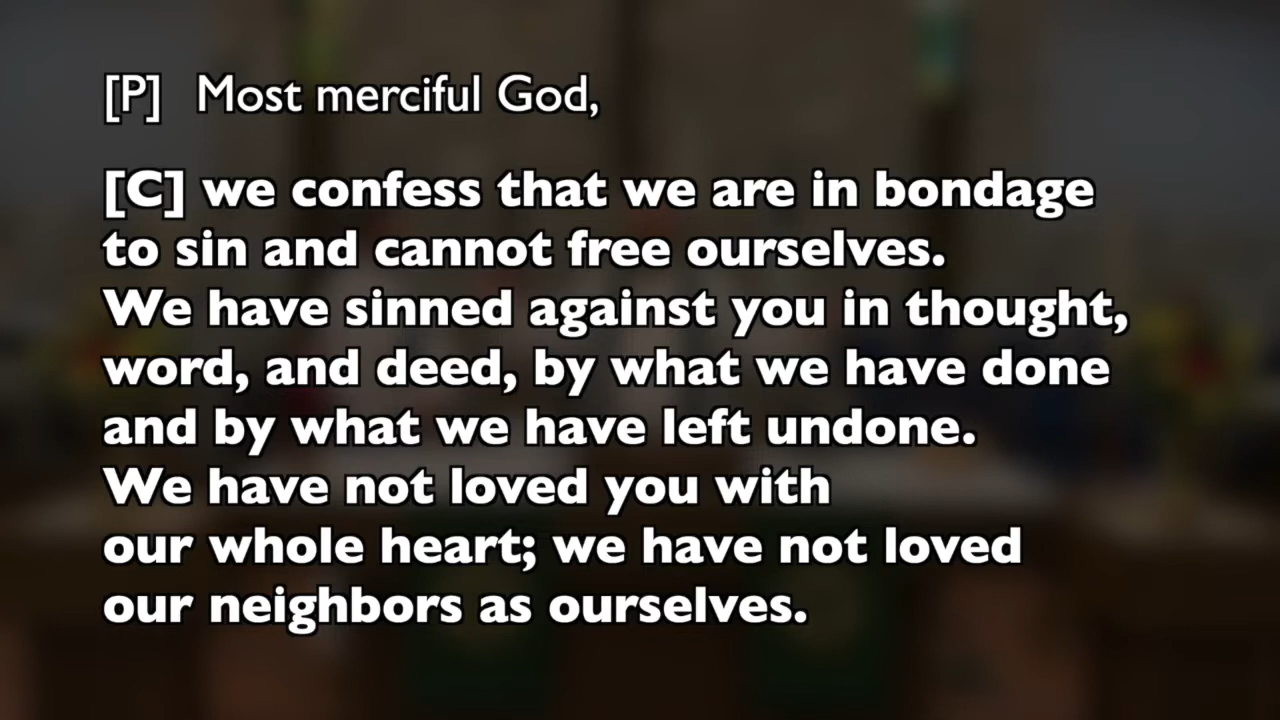 [P] Most merciful God,
[C] we confess that we are in bondage
to sin and cannot free ourselves.
We have sinned against you in thought,
word, and deed, by what we have done
and by what we have left undone.
We have not loved you with
our whole heart; we have not loved
our neighbors as ourselves.